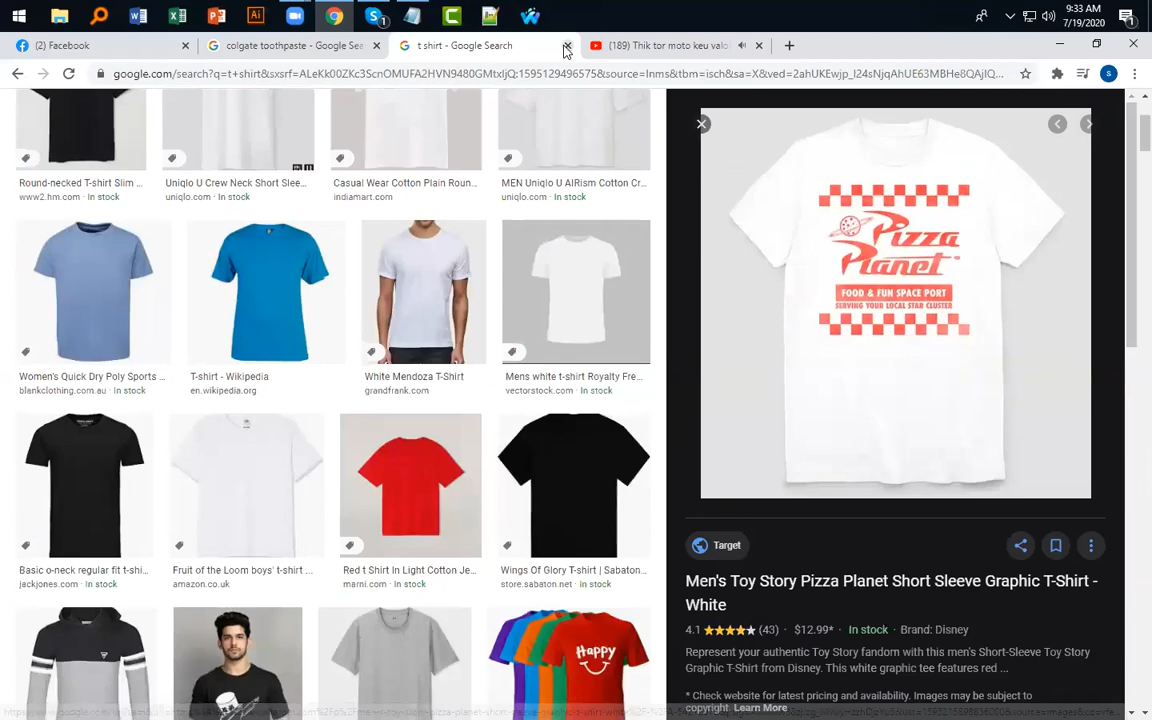 9:33 AM
7/19/2020
(2) Facebook
colgate toothpaste - Google Sea
t shirt - Google Search
(189) Thik tor moto keu valo
google.com/search?q=t+shirt&sxsrf=ALeKk00ZKc3ScnOMUFA2HVN9480GMtxljQ:1595129496575&source=lnms&tbm=isch&sa=X&ved=2ahUKEwjp_I24sNjqAhUE63MBHe8QAjIQ...
Round-necked T-shirt Slim ...
www2.hm.com · In stock
Uniqlo U Crew Neck Short Slee...
uniqlo.com · In stock
Casual Wear Cotton Plain Roun...
indiamart.com
MEN Uniqlo U AIRism Cotton Cr...
uniqlo.com · In stock
Women's Quick Dry Poly Sports ...
blankclothing.com.au · In stock
T-shirt - Wikipedia
en.wikipedia.org
White Mendoza T-Shirt
grandfrank.com
Mens white t-shirt Royalty Fre...
vectorstock.com · In stock
Basic o-neck regular fit t-shi...
jackjones.com · In stock
Fruit of the Loom boys' t-shirt ...
amazon.co.uk
Red t Shirt In Light Cotton Je...
marni.com · In stock
Wings Of Glory T-shirt | Sabaton...
store.sabaton.net · In stock
Happy
Pizza
Planet
FOOD & FUN SPACE PORT
SERVING YOUR LOCAL STAR CLUSTER
Target
Men's Toy Story Pizza Planet Short Sleeve Graphic T-Shirt -
White
4.1 ★★★★★ (43) · $12.99* · In stock · Brand: Disney
Represent your authentic Toy Story fandom with this men's Short-Sleeve Toy Story
Graphic T-Shirt from Disney. This white graphic tee features red ...
* Check website for latest pricing and availability. Images may be subject to
copyright. Learn More